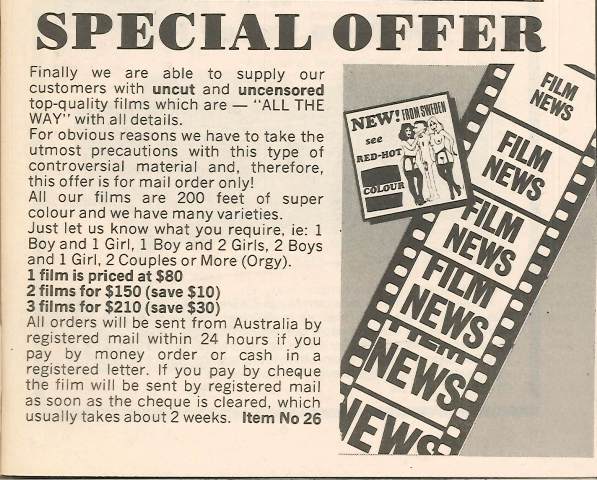 SPECIAL OFFER
Finally we are able to supply our
customers with uncut and uncensored
top-quality films which are — "ALL THE
WAY" with all details.
For obvious reasons we have to take the
utmost precautions with this type of
controversial material and, therefore,
this offer is for mail order only!
All our films are 200 feet of super
colour and we have many varieties.
Just let us know what you require, ie: 1
Boy and 1 Girl, 1 Boy and 2 Girls, 2 Boys
and 1 Girl, 2 Couples or More (Orgy).
1 film is priced at $80
2 films for $150 (save $10)
3 films for $210 (save $30)
All orders will be sent from Australia by
registered mail within 24 hours if you
pay by money order or cash in a
registered letter. If you pay by cheque
the film will be sent by registered mail
as soon as the cheque is cleared, which
usually takes about 2 weeks. Item No 26
NEW! FROM SWEDEN
see
RED-HOT
COLOUR
FILM
NEWS
FILM
NEWS
FILM
NEWS
FILM
NEWS
FILM
NEWS
NEWS